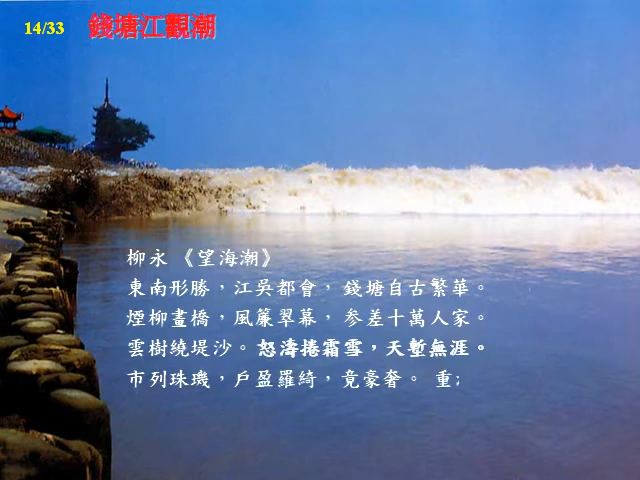 14/33 錢塘江觀潮
柳永 《望海潮》
東南形勝，江吳都會， 錢塘自古繁華。
煙柳畫橋，風簾翠幕， 參差十萬人家。
雲樹繞堤沙。 怒濤捲霜雪，天塹無涯。
市列珠璣，戶盈羅綺， 竟豪奢。 重;